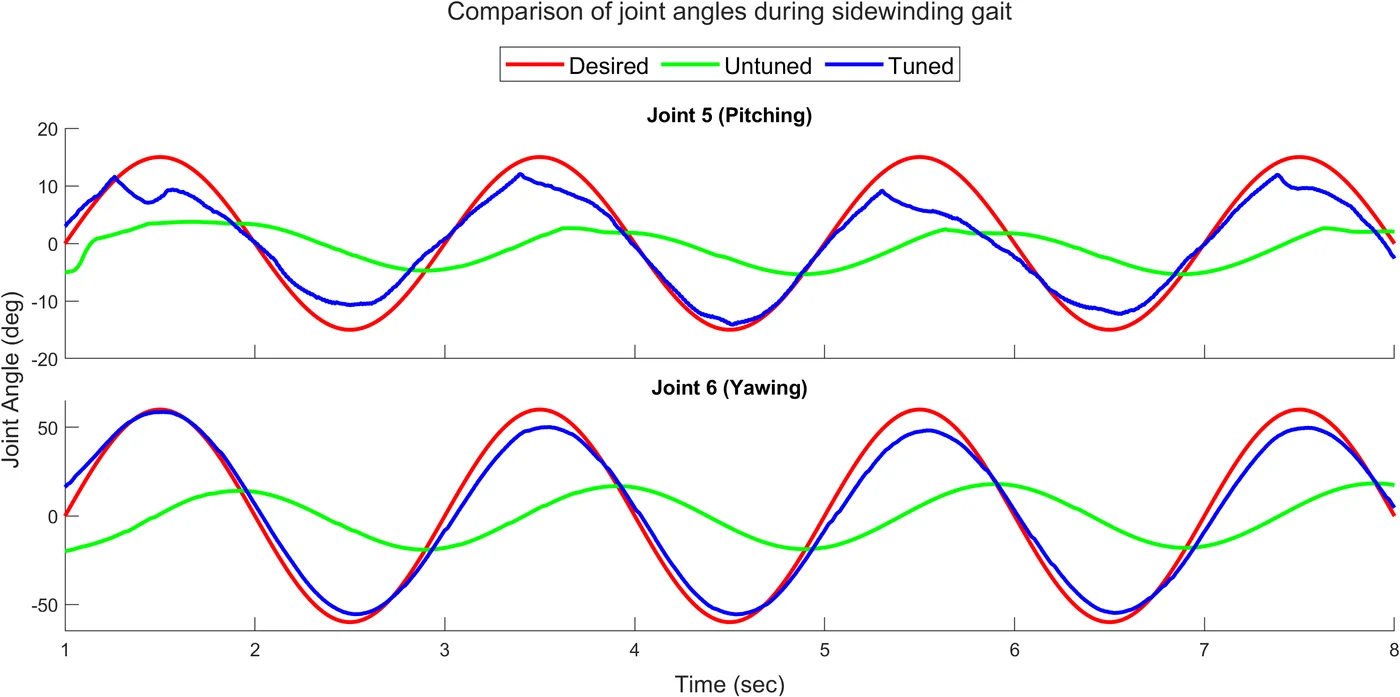 Comparison of joint angles during sidewinding gait
Desired Untuned Tuned
Joint 5 (Pitching)
20
10
0
-10
-20
Joint 6 (Yawing)
50
0
-50
Joint Angle (deg)
1 2 3 4 5 6 7 8
Time (sec)